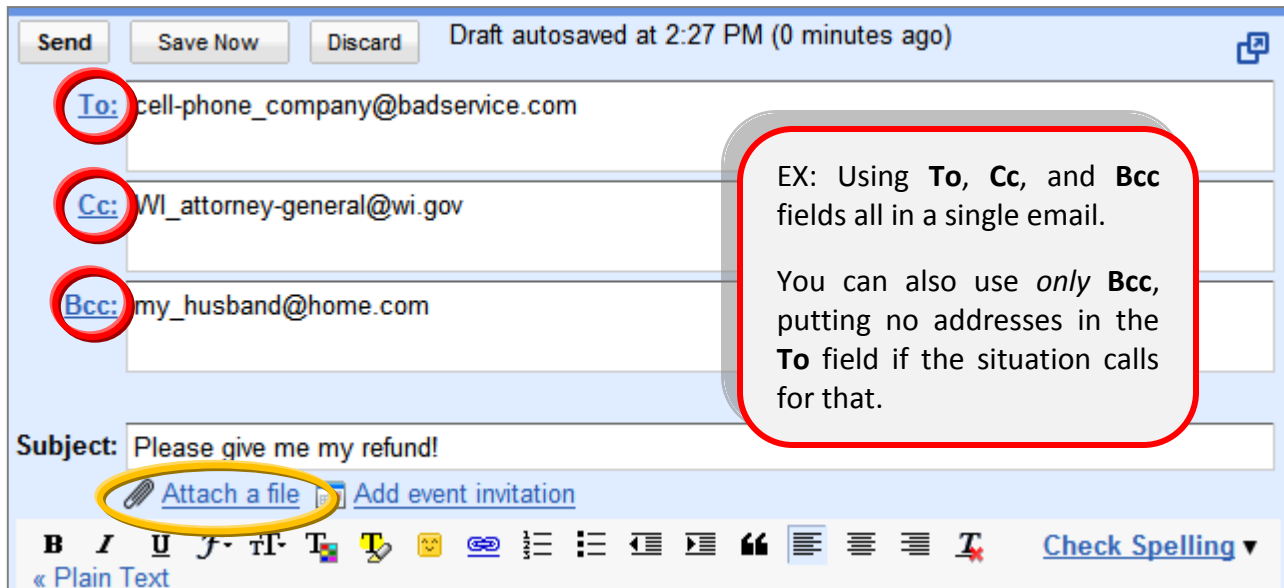 Send Save Now Discard Draft autosaved at 2:27 PM (0 minutes ago)
To: cell-phone_company@badservice.com
Cc: WI_attorney-general@wi.gov
Bcc: my_husband@home.com
EX: Using To, Cc, and Bcc
fields all in a single email.
You can also use only Bcc,
putting no addresses in the
To field if the situation calls
for that.
Subject: Please give me my refund!
Attach a file Add event invitation
B I U Check Spelling ▼
« Plain Text